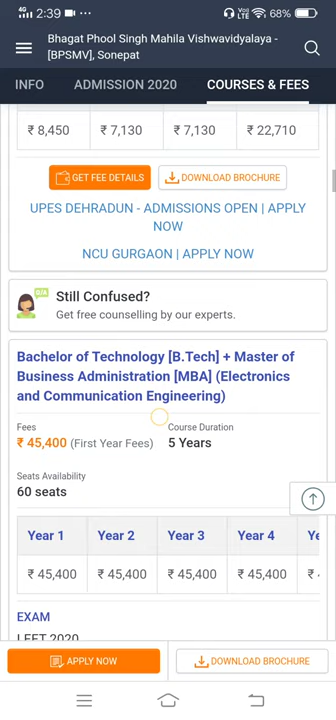 4G 2:39 Vo) LTE 68%
Bhagat Phool Singh Mahila Vishwavidyalaya -
[BPSMV], Sonepat
INFO ADMISSION 2020 COURSES & FEES
₹ 8,450 ₹ 7,130 ₹ 7,130 ₹ 22,710
GET FEE DETAILS DOWNLOAD BROCHURE
UPES DEHRADUN - ADMISSIONS OPEN | APPLY
NOW
NCU GURGAON | APPLY NOW
Q/A Still Confused?
Get free counselling by our experts.
Bachelor of Technology [B.Tech] + Master of
Business Administration [MBA] (Electronics
and Communication Engineering)
Fees Course Duration
₹ 45,400 (First Year Fees) 5 Years
Seats Availability
60 seats
Year 1 Year 2 Year 3 Year 4 Ye
₹ 45,400 ₹ 45,400 ₹ 45,400 ₹ 45,400 ₹ 4
EXAM
LEET 2020
APPLY NOW DOWNLOAD BROCHURE